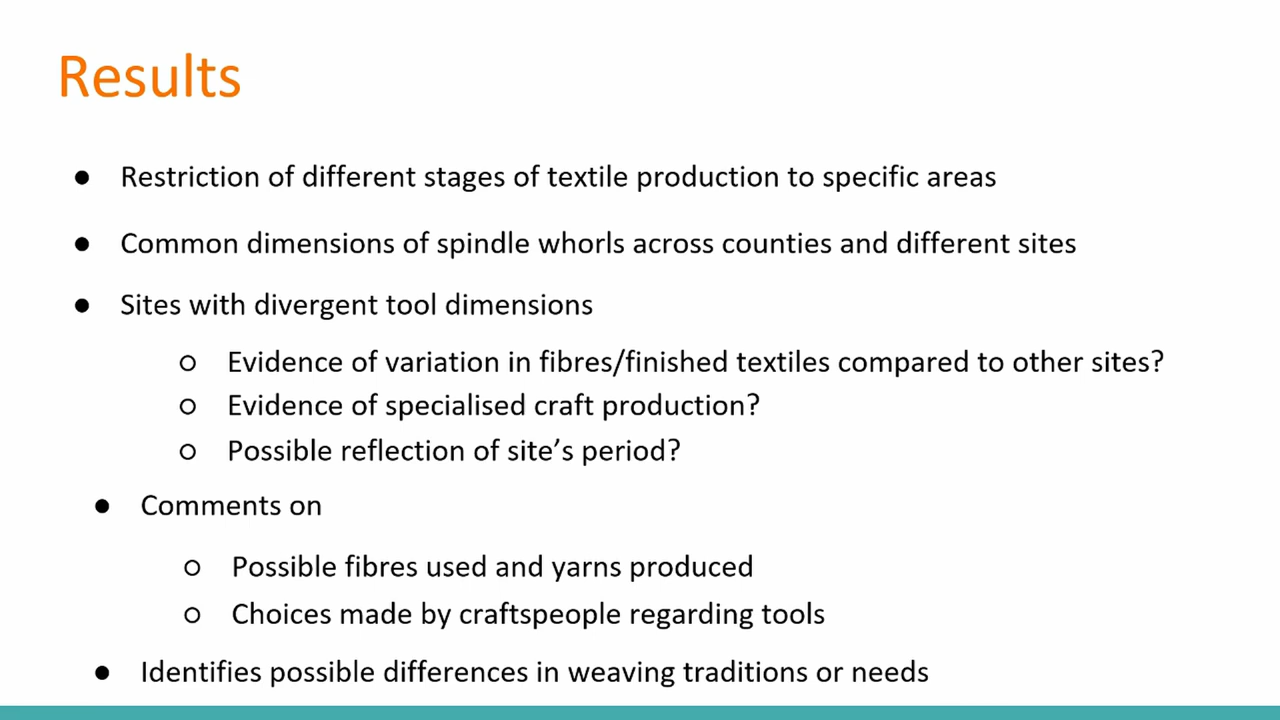 Results
● Restriction of different stages of textile production to specific areas
● Common dimensions of spindle whorls across counties and different sites
● Sites with divergent tool dimensions
○ Evidence of variation in fibres/finished textiles compared to other sites?
○ Evidence of specialised craft production?
○ Possible reflection of site’s period?
● Comments on
○ Possible fibres used and yarns produced
○ Choices made by craftspeople regarding tools
● Identifies possible differences in weaving traditions or needs